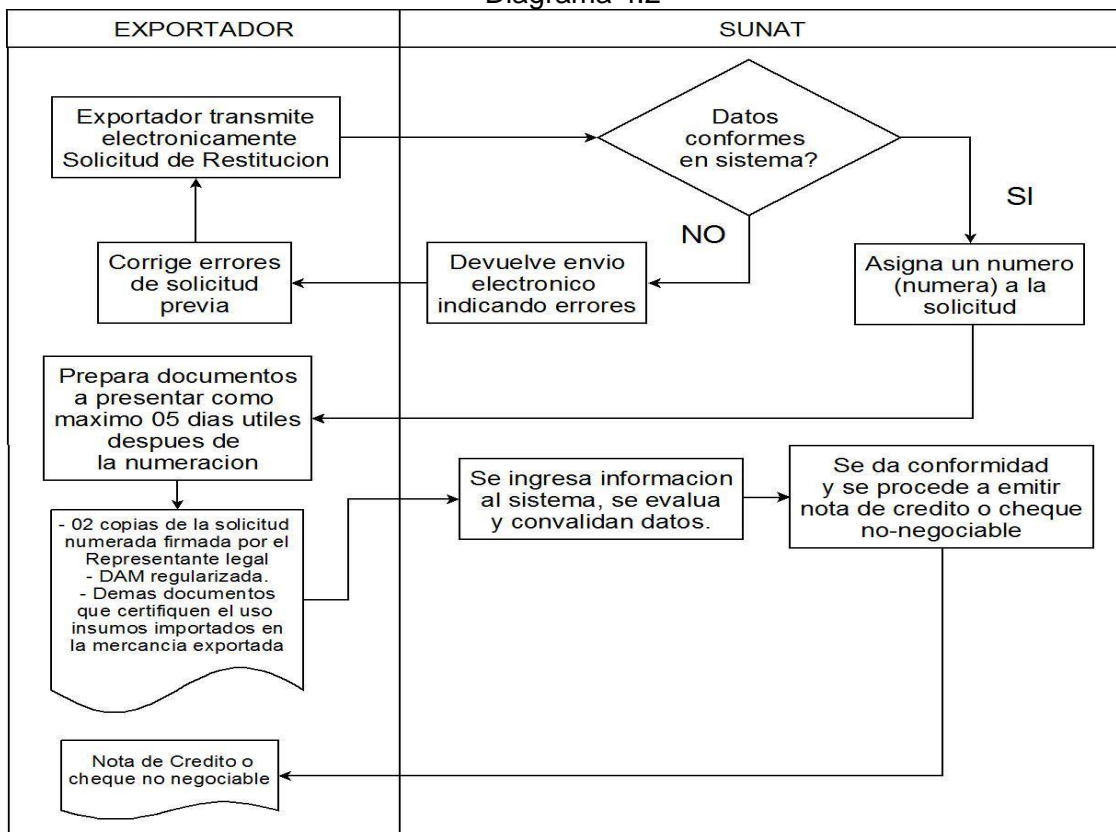 Diagrama 4.2
EXPORTADOR
SUNAT
Exportador transmite
electronicamente
Solicitud de Restitucion
Datos
conformes
en sistema?
SI
NO
Corrige errores
de solicitud
previa
Devuelve envio
electronico
indicando errores
Asigna un numero
(numera) a la
solicitud
Prepara documentos
a presentar como
maximo 05 dias utiles
despues de
la numeracion
Se ingresa informacion
al sistema, se evalua
y convalidan datos.
Se da conformidad
y se procede a emitir
nota de credito o cheque
no-negociable
- 02 copias de la solicitud
numerada firmada por el
Representante legal
- DAM regularizada.
- Demas documentos
que certifiquen el uso
insumos importados en
la mercancia exportada
Nota de Credito o
cheque no negociable